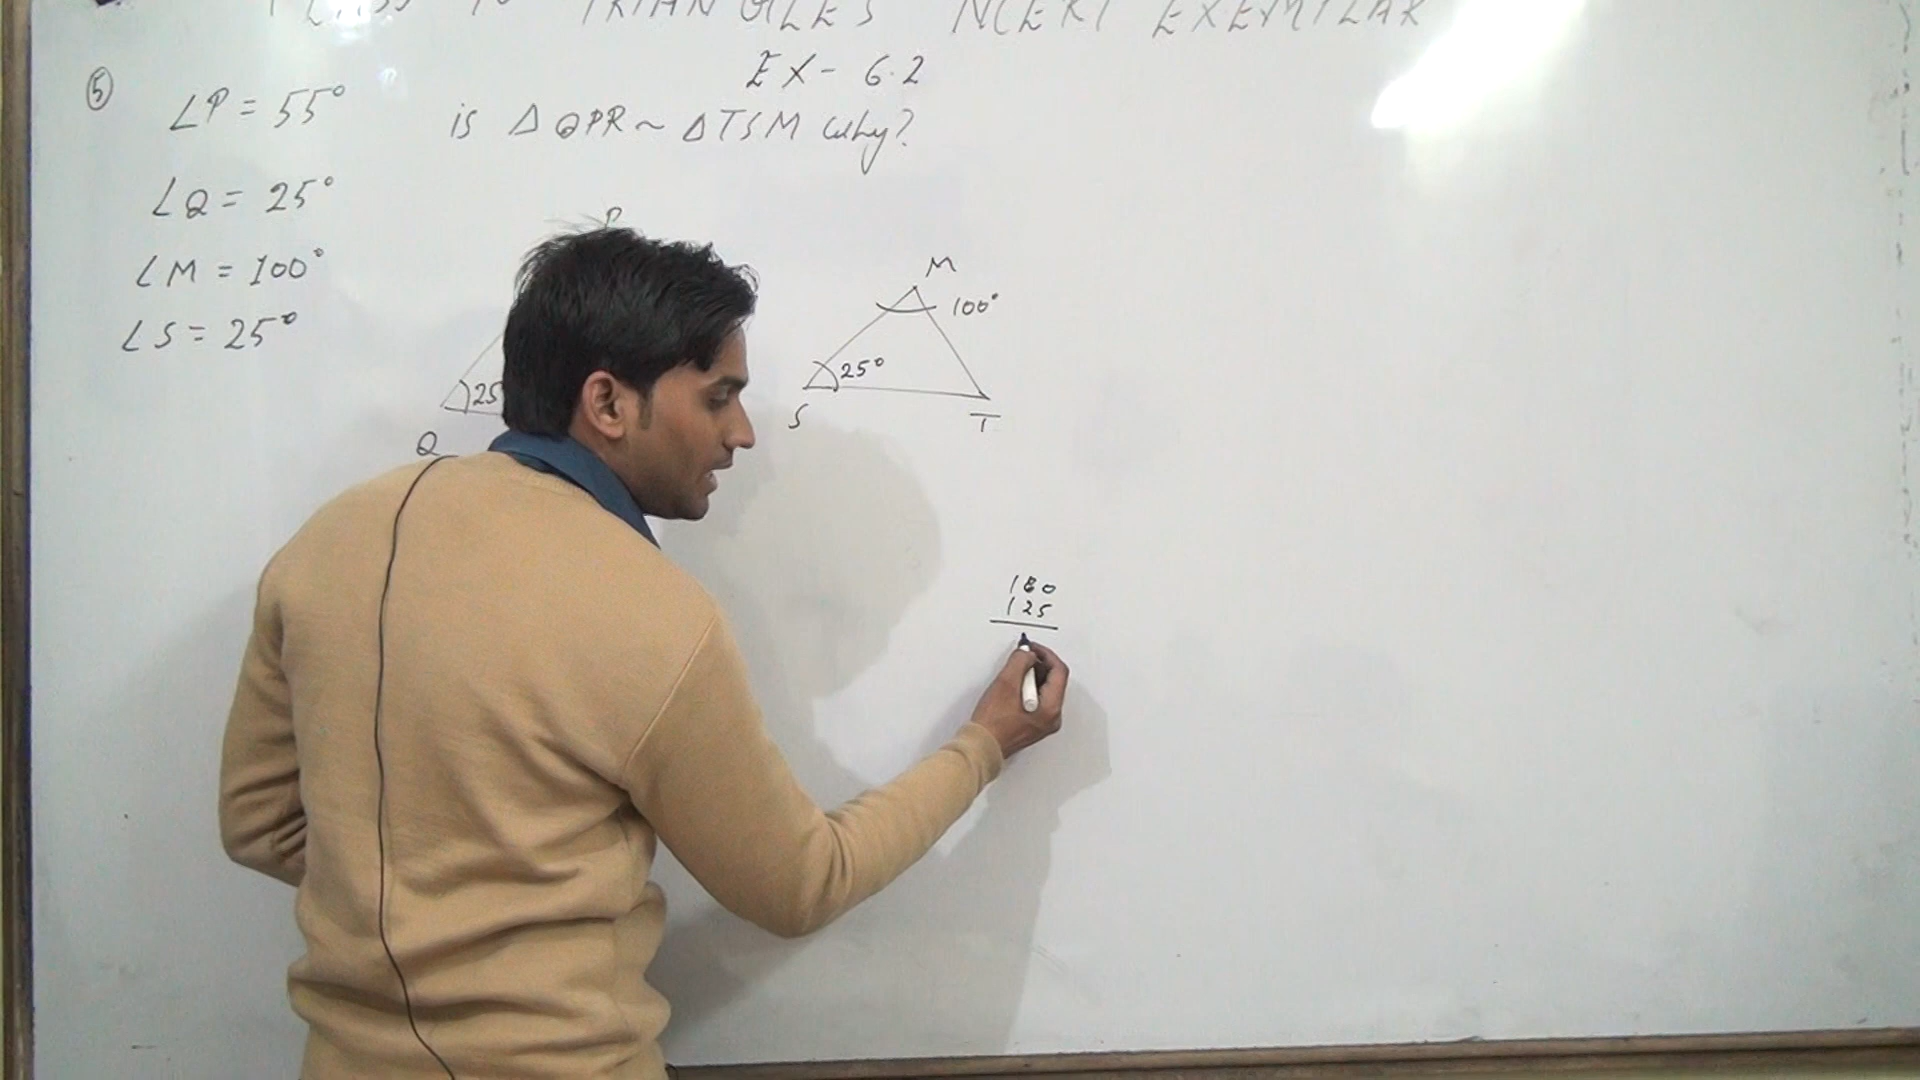 CLASS 10 TRIANGLES NCERT EXEMPLAR
EX- 6.2
⑤
∠P = 55°
is Δ QPR ~ Δ TSM why?
∠Q = 25°
∠M = 100°
∠S = 25°
P
M
100°
25°
25
S
T
Q
180
125